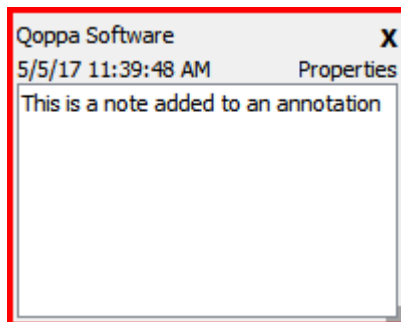 Qoppa Software X
5/5/17 11:39:48 AM Properties
This is a note added to an annotation